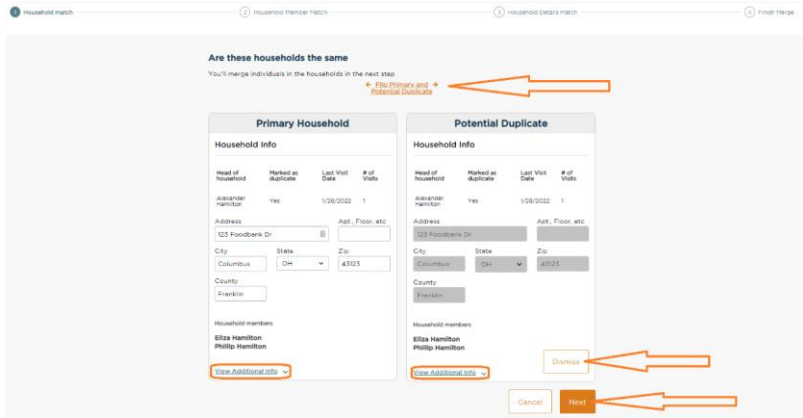 1 Household match 2 Household Member Match 3 Household Details Match 4 Finish Merge
Are these households the same
You'll merge individuals in the households in the next step
← Flip Primary and →
Potential Duplicate
Primary Household
Household Info
Head of household Marked as duplicate Last Visit Date # of Visits
Alexander Hamilton Yes 1/28/2022 1
Address Apt., Floor, etc
123 Foodbank Dr
City State Zip
Columbus OH 43123
County
Franklin
Household members
Eliza Hamilton
Phillip Hamilton
View Additional Info
Potential Duplicate
Household Info
Head of household Marked as duplicate Last Visit Date # of Visits
Alexander Hamilton Yes 1/28/2022 1
Address Apt., Floor, etc
123 Foodbank Dr
City State Zip
Columbus OH 43123
County
Franklin
Household members
Eliza Hamilton
Phillip Hamilton
Dismiss
View Additional Info
Cancel Next